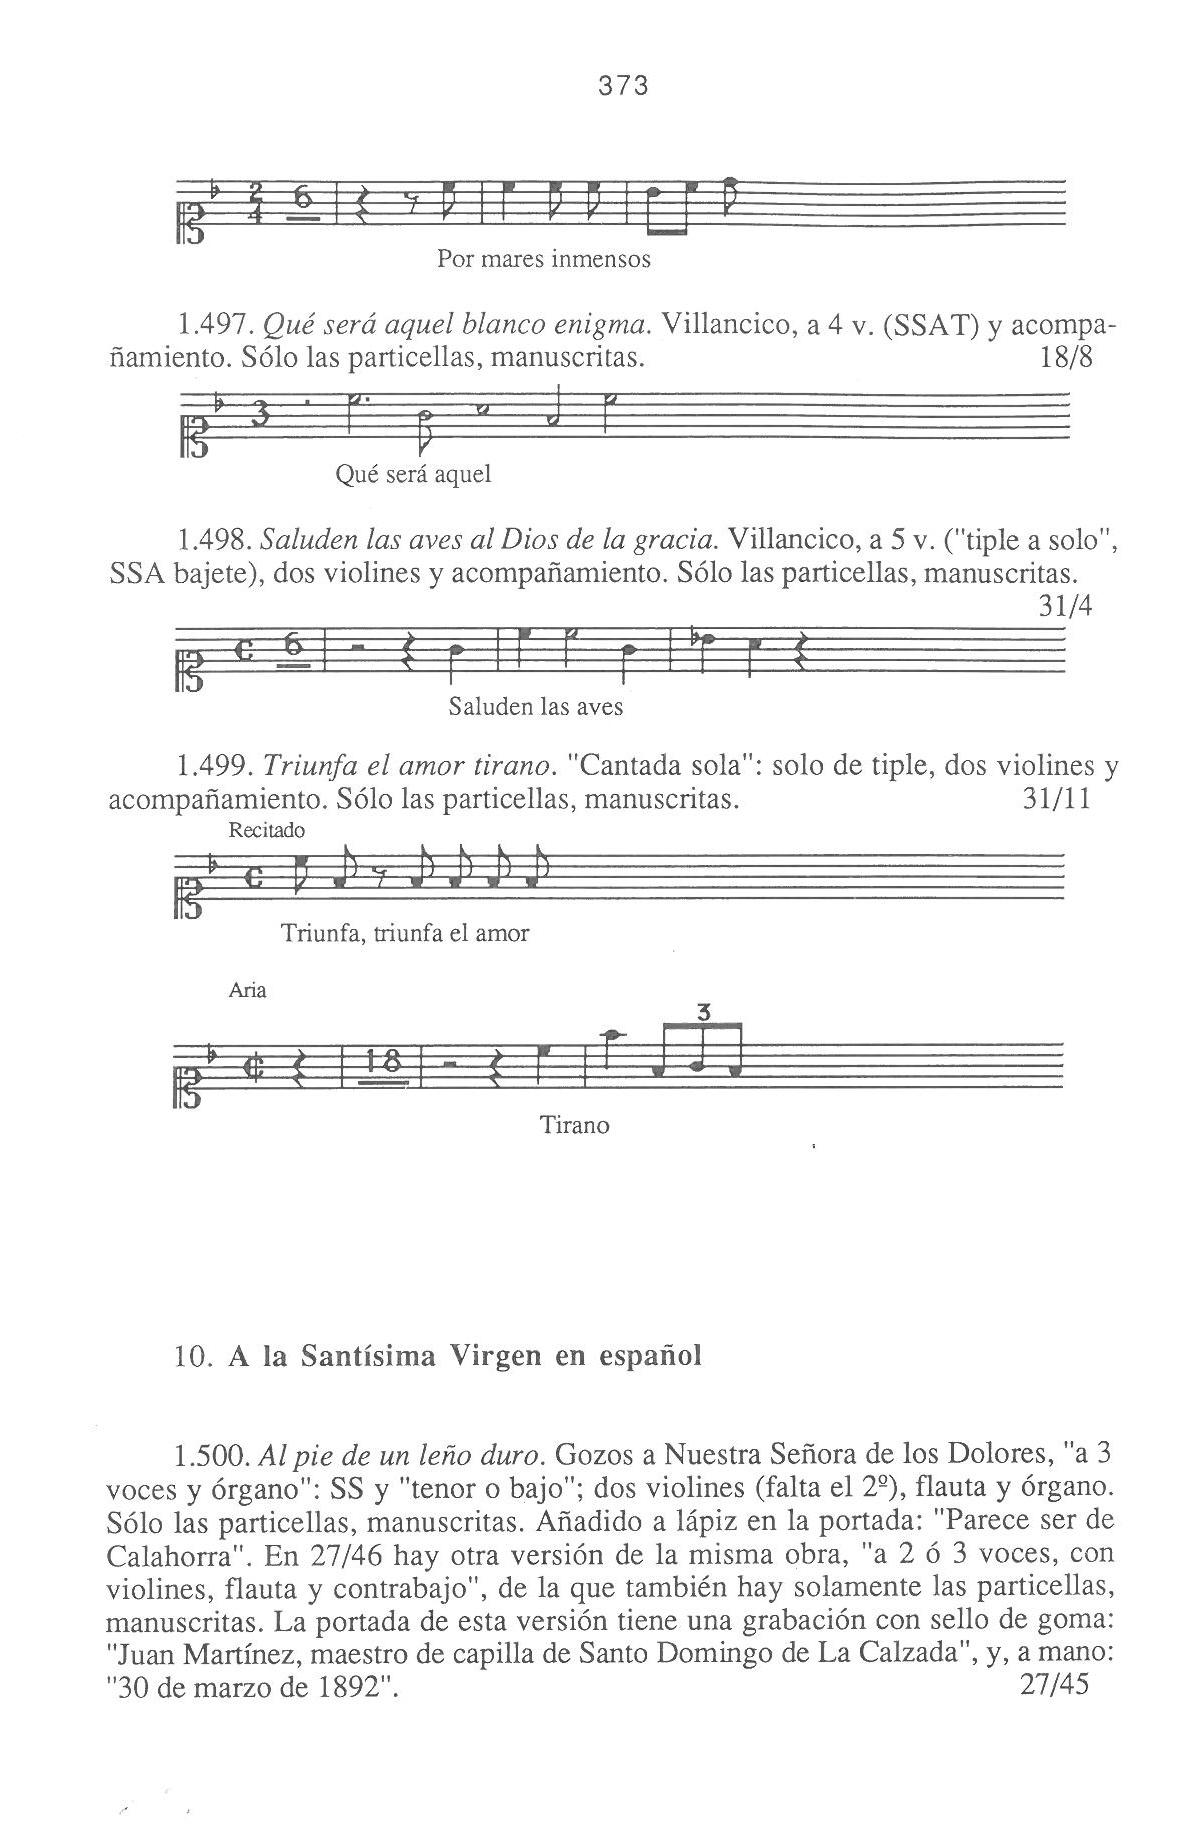 373
2
4
6
Por mares inmensos
1.497. Qué será aquel blanco enigma. Villancico, a 4 v. (SSAT) y acompa-
ñamiento. Sólo las particellas, manuscritas. 18/8
3
Qué será aquel
1.498. Saluden las aves al Dios de la gracia. Villancico, a 5 v. ("tiple a solo",
SSA bajete), dos violines y acompañamiento. Sólo las particellas, manuscritas.
31/4
6
Saluden las aves
1.499. Triunfa el amor tirano. "Cantada sola": solo de tiple, dos violines y
acompañamiento. Sólo las particellas, manuscritas. 31/11
Recitado
Triunfa, triunfa el amor
Aria
3
18
Tirano
10. A la Santísima Virgen en español
1.500. Al pie de un leño duro. Gozos a Nuestra Señora de los Dolores, "a 3
voces y órgano": SS y "tenor o bajo"; dos violines (falta el 2º), flauta y órgano.
Sólo las particellas, manuscritas. Añadido a lápiz en la portada: "Parece ser de
Calahorra". En 27/46 hay otra versión de la misma obra, "a 2 ó 3 voces, con
violines, flauta y contrabajo", de la que también hay solamente las particellas,
manuscritas. La portada de esta versión tiene una grabación con sello de goma:
"Juan Martínez, maestro de capilla de Santo Domingo de La Calzada", y, a mano:
"30 de marzo de 1892". 27/45